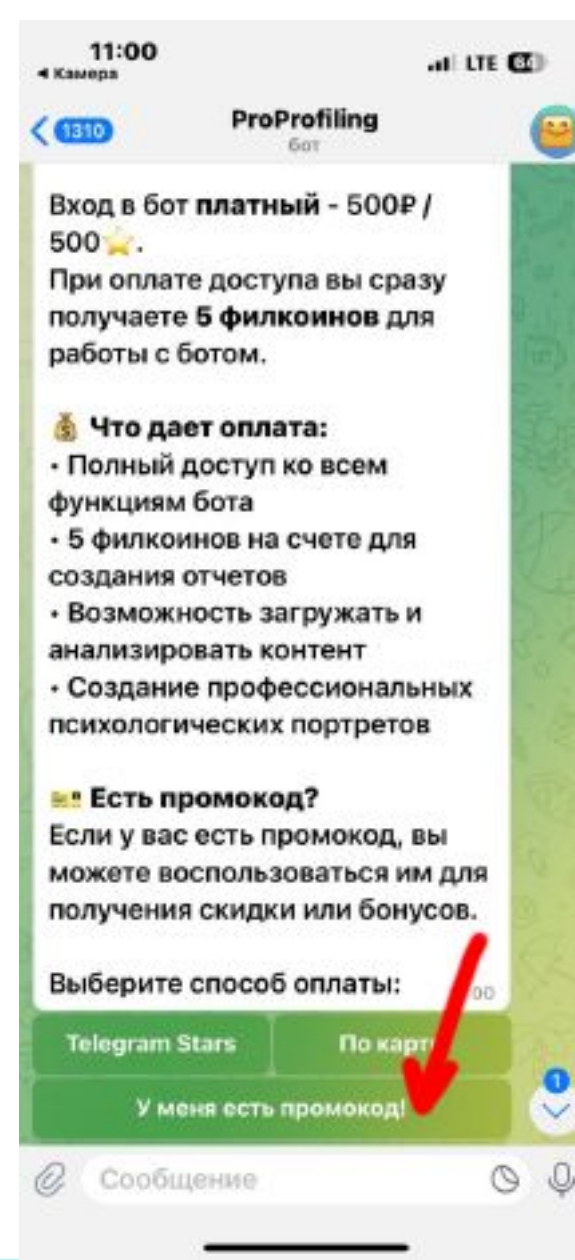 11:00
◀ Камера
LTE 64
1310
ProProfiling
бот
Вход в бот платный - 500₽ /
500⭐.
При оплате доступа вы сразу
получаете 5 филкоинов для
работы с ботом.
💰 Что дает оплата:
• Полный доступ ко всем
функциям бота
• 5 филкоинов на счете для
создания отчетов
• Возможность загружать и
анализировать контент
• Создание профессиональных
психологических портретов
🎫 Есть промокод?
Если у вас есть промокод, вы
можете воспользоваться им для
получения скидки или бонусов.
Выберите способ оплаты:
Telegram Stars
По
У меня есть промокод!
1
Сообщение